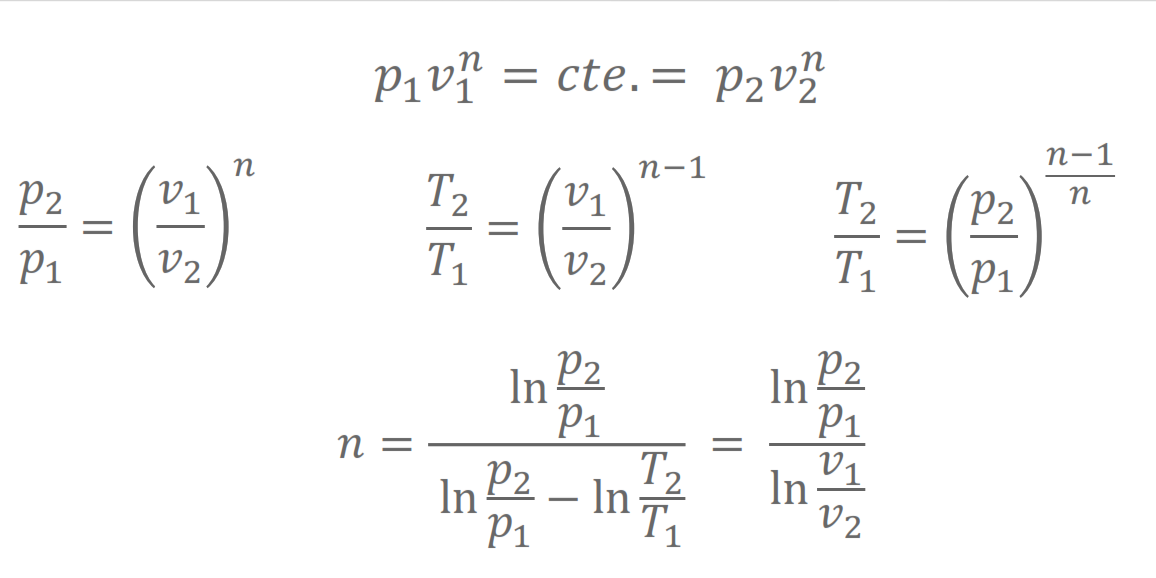 p₁v₁ⁿ = cte. = p₂v₂ⁿ
p₂/p₁ = (v₁/v₂)ⁿ    T₂/T₁ = (v₁/v₂)ⁿ⁻¹    T₂/T₁ = (p₂/p₁)^((n−1)/n)
n = (ln p₂/p₁)/(ln p₂/p₁ − ln T₂/T₁) = (ln p₂/p₁)/(ln v₁/v₂)